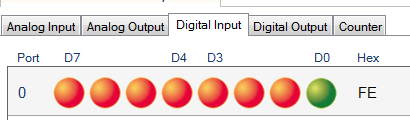 Analog Input Analog Output Digital Input Digital Output Counter
Port D7 D4 D3 D0 Hex
0 FE